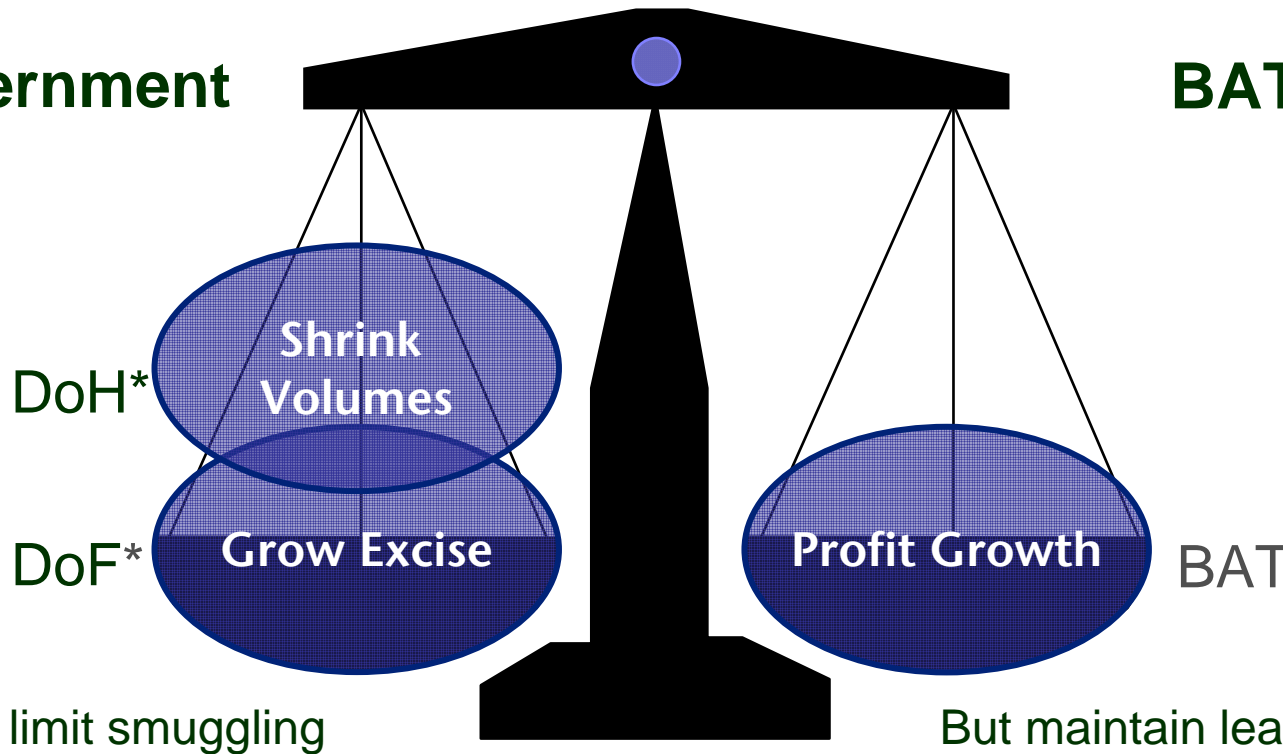 ernment
BAT
Shrink
Volumes
DoH*
DoF*
Grow Excise
Profit Growth
BAT
limit smuggling
But maintain lea